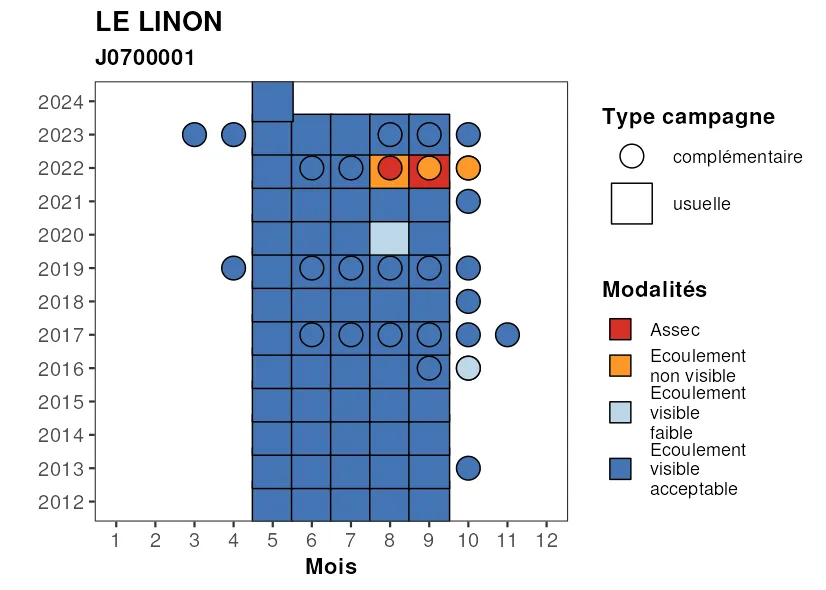 LE LINON
J0700001
2024
2023
2022
2021
2020
2019
2018
2017
2016
2015
2014
2013
2012
1 2 3 4 5 6 7 8 9 10 11 12
Mois
Type campagne
complémentaire
usuelle
Modalités
Assec
Ecoulement
non visible
Ecoulement
visible
faible
Ecoulement
visible
acceptable